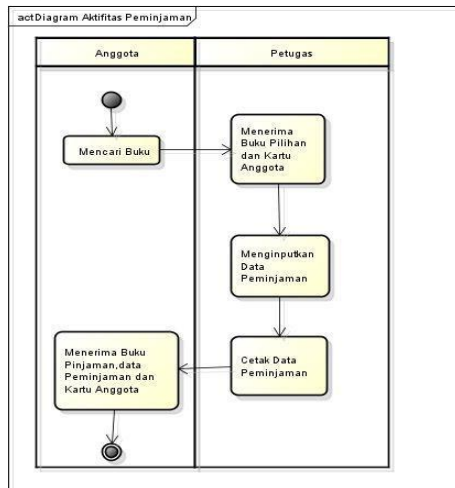 actDiagram Aktifitas Peminjaman
Anggota
Petugas
Mencari Buku
Menerima
Buku Pilihan
dan Kartu
Anggota
Menginputkan
Data
Peminjaman
Cetak Data
Peminjaman
Menerima Buku
Pinjaman,data
Peminjaman dan
Kartu Anggota